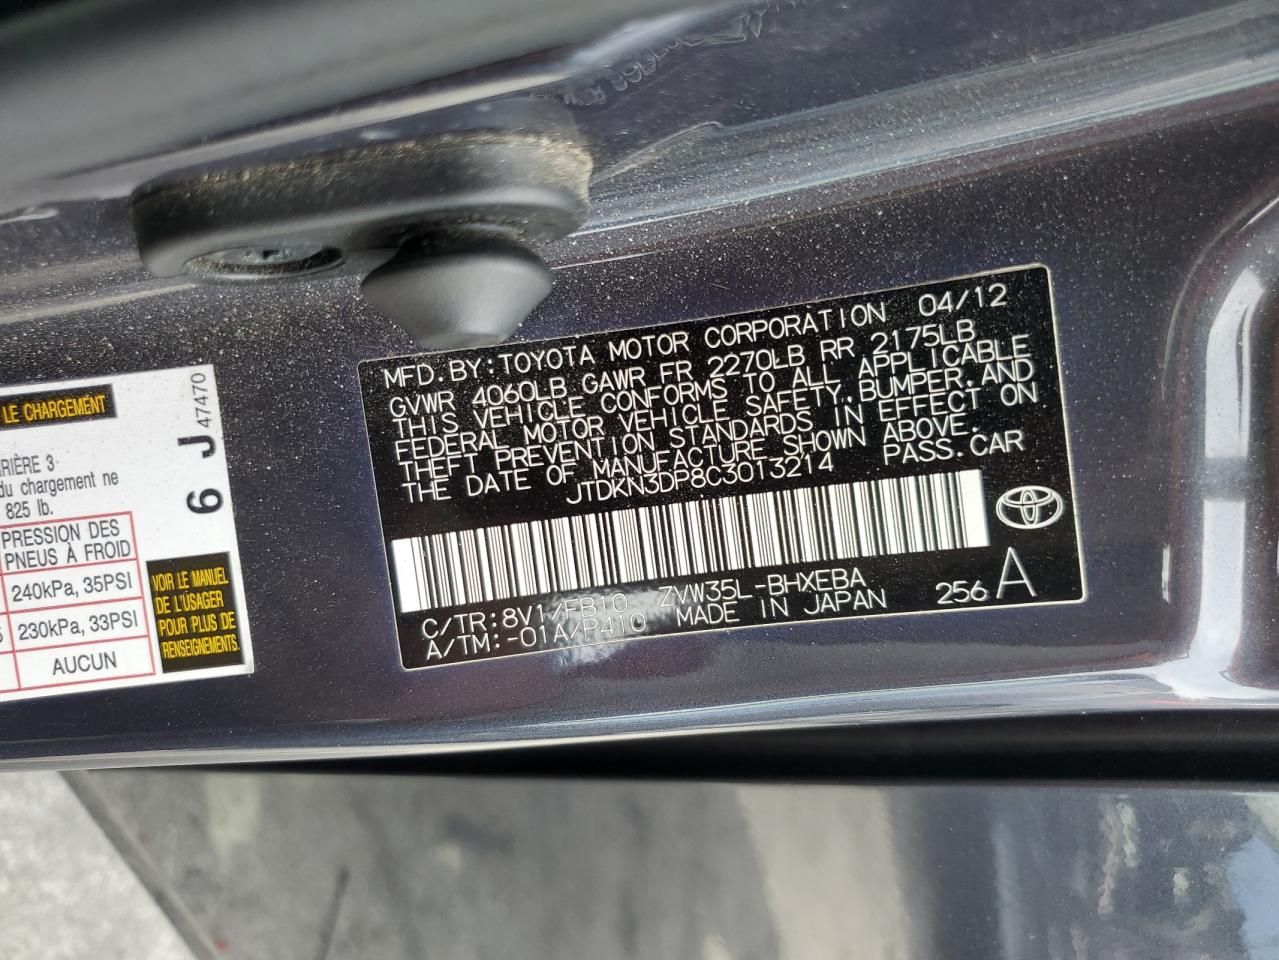 LE CHARGEMENT
J 47470
6
RIÈRE 3
du chargement ne
825 lb.
PRESSION DES
PNEUS À FROID
240kPa, 35PSI
230kPa, 33PSI
AUCUN
VOIR LE MANUEL
DE L'ÚSAGER
POUR PLUS DE
RENSEIGNEMENTS.
MFD.BY:TOYOTA MOTOR CORPORATION 04/12
GVWR 4060LB GAWR FR 2270LB RR 2175LB
THIS VEHICLE CONFORMS TO ALL APPLICABLE
FEDERAL MOTOR VEHICLE SAFETY,BUMPER,AND
THEFT PREVENTION STANDARDS IN EFFECT ON
THE DATE OF MANUFACTURE SHOWN ABOVE.
JTDKN3DP8C3013214 PASS.CAR
C/TR:8V1/FB10 ZVW35L-BHXEBA
A/TM:-01A/P410 MADE IN JAPAN 256 A